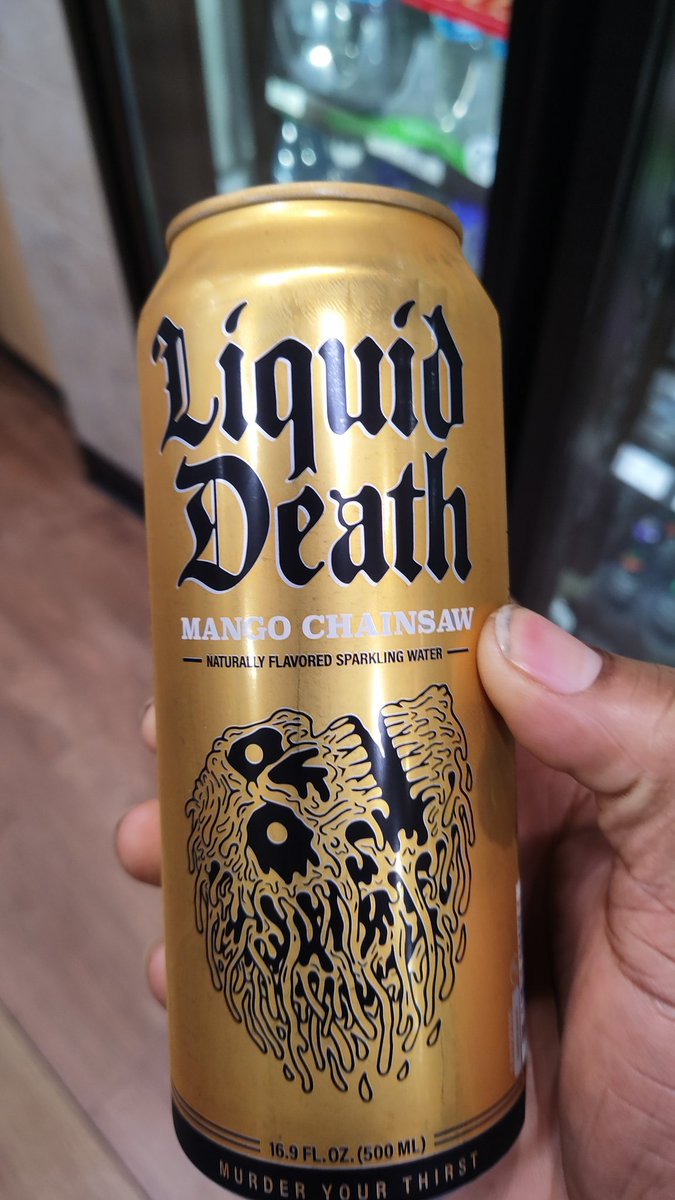 Liquid
Death
MANGO CHAINSAW
NATURALLY FLAVORED SPARKLING WATER
16.9 FL.OZ. (500 ML)
MURDER YOUR THIRST